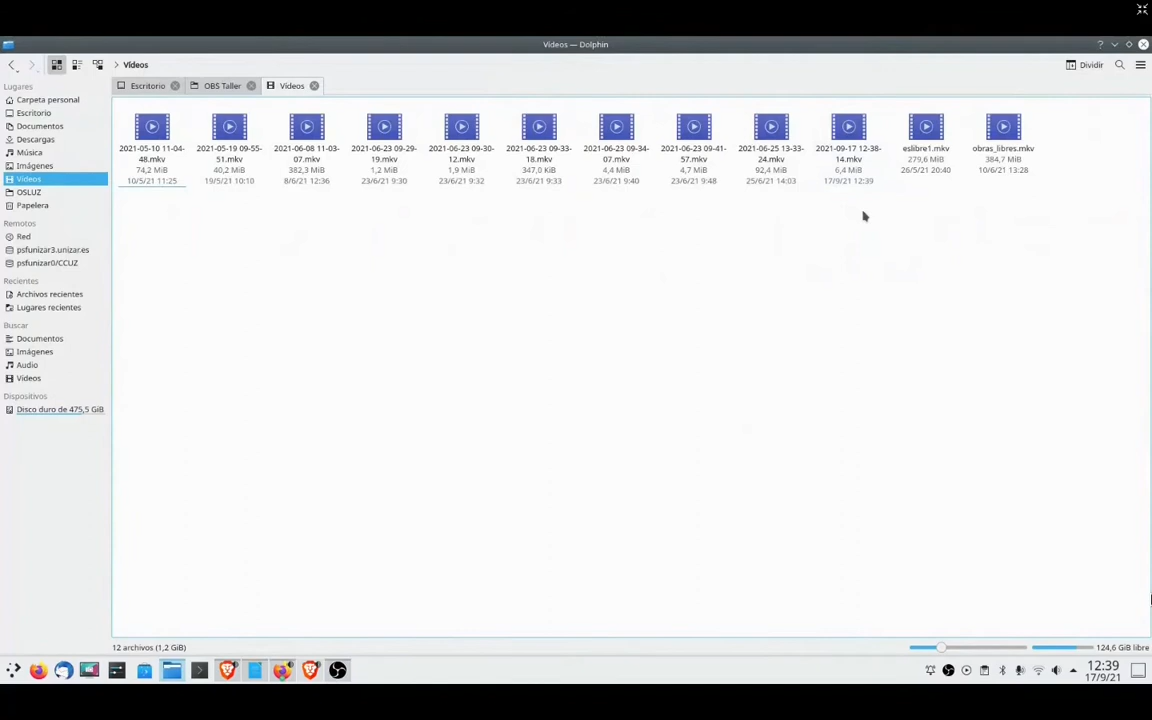 Vídeos — Dolphin
Vídeos
Dividir
Escritorio
OBS Taller
Vídeos
Lugares
Carpeta personal
Escritorio
Documentos
Descargas
Música
Imágenes
Vídeos
OSLUZ
Papelera
Remotos
Red
psfunizar3.unizar.es
psfunizar0/CCUZ
Recientes
Archivos recientes
Lugares recientes
Buscar
Documentos
Imágenes
Audio
Vídeos
Dispositivos
Disco duro de 475,5 GiB
2021-05-10 11-04-
48.mkv
74,2 MiB
10/5/21 11:25
2021-05-19 09-55-
51.mkv
40,2 MiB
19/5/21 10:10
2021-06-08 11-03-
07.mkv
382,3 MiB
8/6/21 12:36
2021-06-23 09-29-
19.mkv
1,2 MiB
23/6/21 9:30
2021-06-23 09-30-
12.mkv
1,9 MiB
23/6/21 9:32
2021-06-23 09-33-
18.mkv
347,0 KiB
23/6/21 9:33
2021-06-23 09-34-
07.mkv
4,4 MiB
23/6/21 9:40
2021-06-23 09-41-
57.mkv
4,7 MiB
23/6/21 9:48
2021-06-25 13-33-
24.mkv
92,4 MiB
25/6/21 14:03
2021-09-17 12-38-
14.mkv
6,4 MiB
17/9/21 12:39
eslibre1.mkv
279,6 MiB
26/5/21 20:40
obras_libres.mkv
384,7 MiB
10/6/21 13:28
12 archivos (1,2 GiB)
124,6 GiB libre
12:39
17/9/21